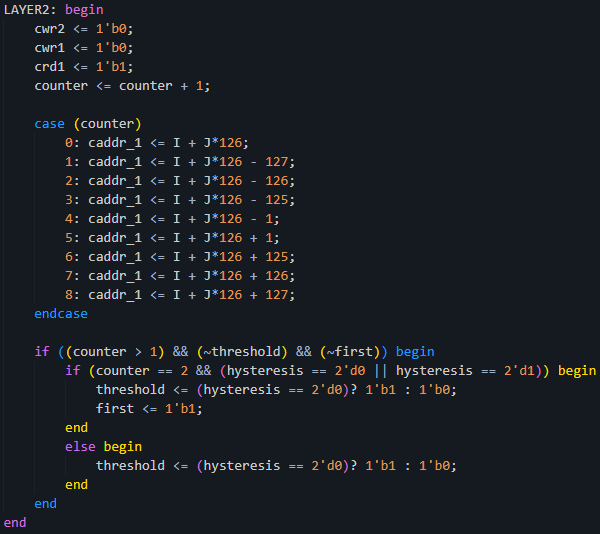 LAYER2: begin
    cwr2 <= 1'b0;
    cwr1 <= 1'b0;
    crd1 <= 1'b1;
    counter <= counter + 1;

    case (counter)
        0: caddr_1 <= I + J*126;
        1: caddr_1 <= I + J*126 - 127;
        2: caddr_1 <= I + J*126 - 126;
        3: caddr_1 <= I + J*126 - 125;
        4: caddr_1 <= I + J*126 - 1;
        5: caddr_1 <= I + J*126 + 1;
        6: caddr_1 <= I + J*126 + 125;
        7: caddr_1 <= I + J*126 + 126;
        8: caddr_1 <= I + J*126 + 127;
    endcase

    if ((counter > 1) && (~threshold) && (~first)) begin
        if (counter == 2 && (hysteresis == 2'd0 || hysteresis == 2'd1)) begin
            threshold <= (hysteresis == 2'd0)? 1'b1 : 1'b0;
            first <= 1'b1;
        end
        else begin
            threshold <= (hysteresis == 2'd0)? 1'b1 : 1'b0;
        end
    end
end